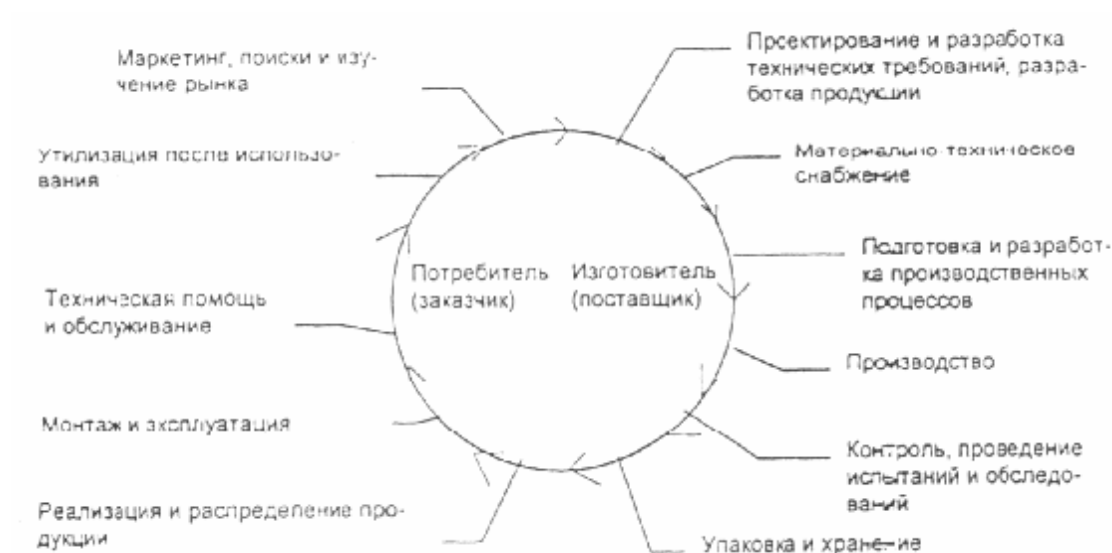 Маркетинг, поиски и изу-
чение рынка
Проектирование и разработка
технических требований, разра-
ботка продукции
Материально-техническое
снабжение
Подготовка и разработ-
ка производственных
процессов
Производство
Контроль, проведение
испытаний и обследо-
ваний
Упаковка и хранение
Реализация и распределение про-
дукции
Монтаж и эксплуатация
Техническая помощь
и обслуживание
Утилизация после использо-
вания
Потребитель
(заказчик)
Изготовитель
(поставщик)